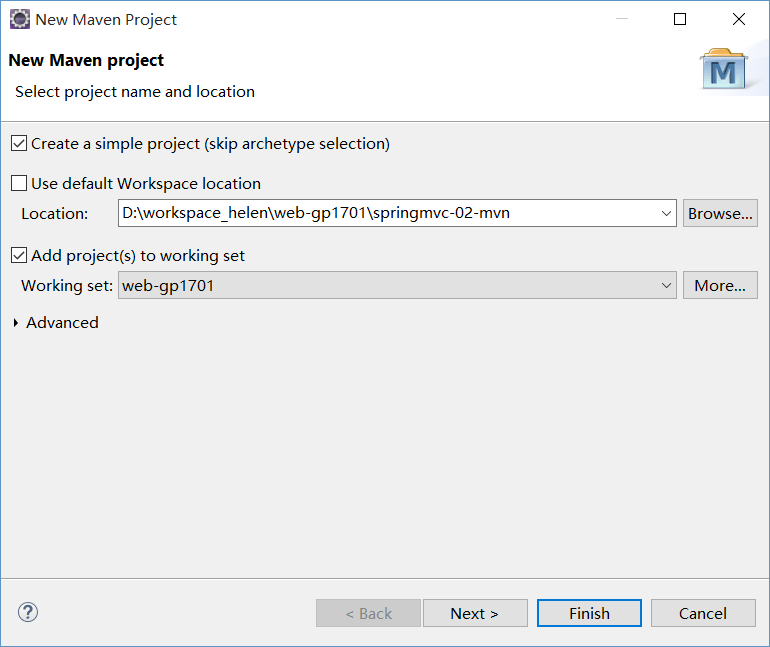 New Maven Project
New Maven project
Select project name and location
M
Create a simple project (skip archetype selection)
Use default Workspace location
Location: D:\workspace_helen\web-gp1701\springmvc-02-mvn Browse...
Add project(s) to working set
Working set: web-gp1701 More...
Advanced
? < Back Next > Finish Cancel